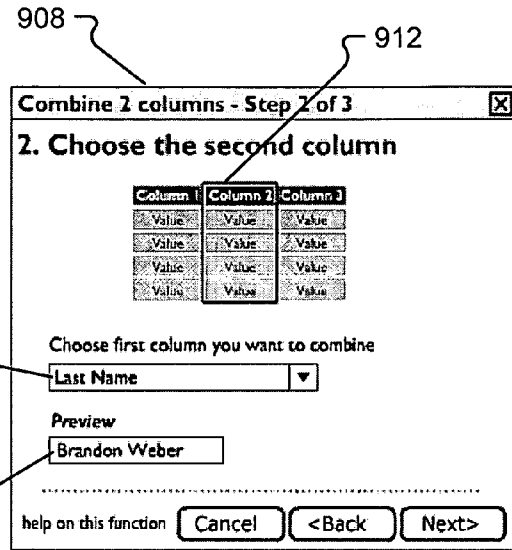 908
912
Combine 2 columns - Step 2 of 3
2. Choose the second column
Column 1 Column 2 Column 3
Value Value Value
Value Value Value
Value Value Value
Value Value Value
Choose first column you want to combine
Last Name
Preview
Brandon Weber
help on this function Cancel <Back Next>